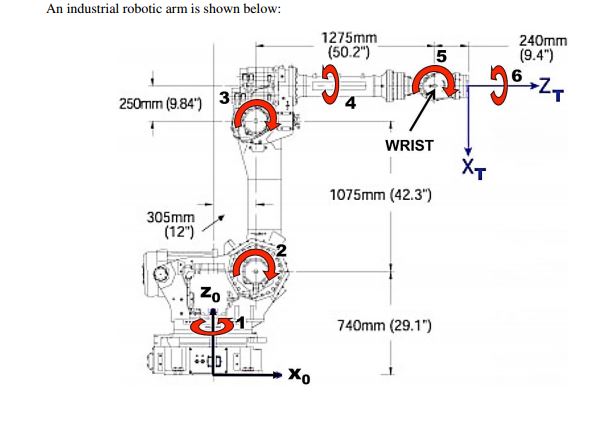 An industrial robotic arm is shown below:
1275mm
(50.2")
240mm
(9.4")
5
6
Z_T
250mm (9.84")
3
4
WRIST
X_T
1075mm (42.3")
305mm
(12")
2
Z_0
1
740mm (29.1")
X_0